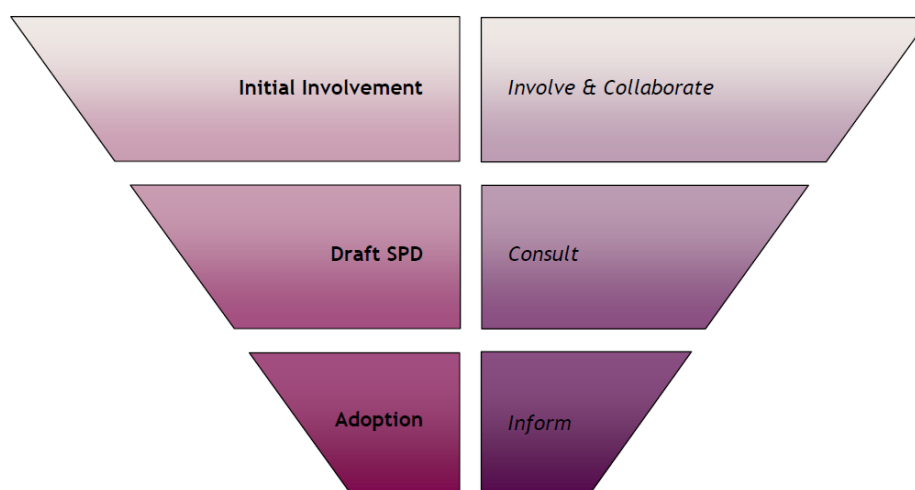 Initial Involvement Involve & Collaborate
Draft SPD Consult
Adoption Inform